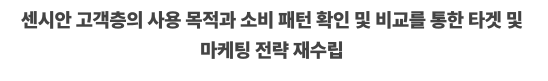 센시안 고객층의 사용 목적과 소비 패턴 확인 및 비교를 통한 타겟 및
마케팅 전략 재수립